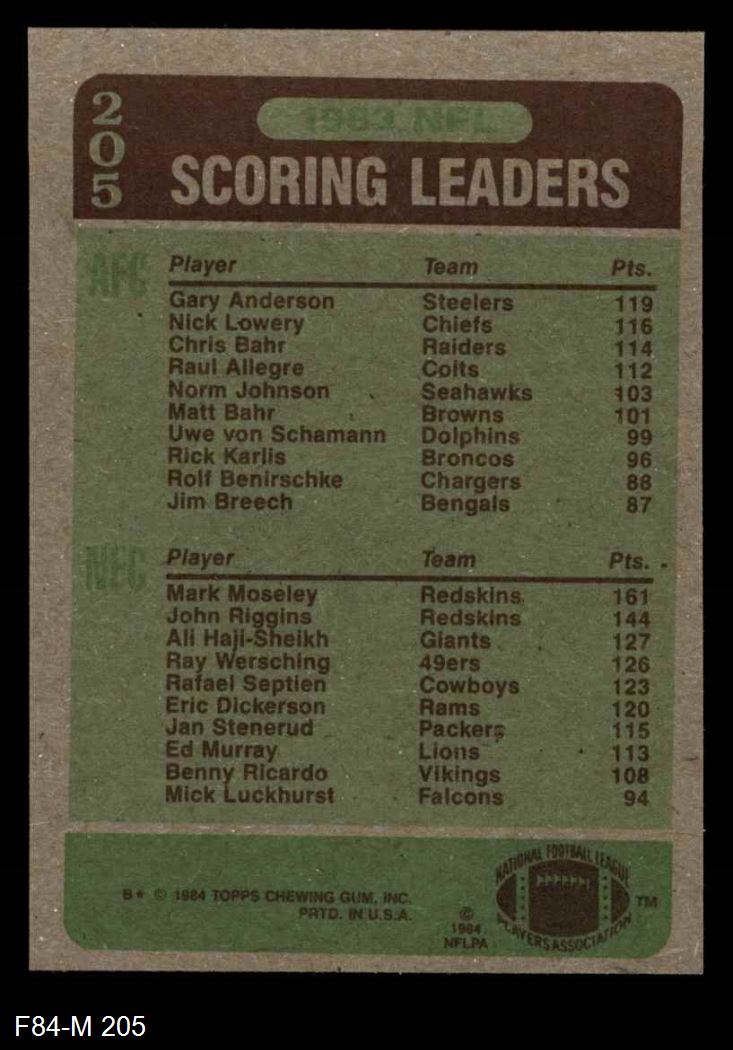 205
1983 NFL
SCORING LEADERS
AFC Player Team Pts.
Gary Anderson Steelers 119
Nick Lowery Chiefs 116
Chris Bahr Raiders 114
Raul Allegre Colts 112
Norm Johnson Seahawks 103
Matt Bahr Browns 101
Uwe von Schamann Dolphins 99
Rick Karlis Broncos 96
Rolf Benirschke Chargers 88
Jim Breech Bengals 87
NFC Player Team Pts.
Mark Moseley Redskins 161
John Riggins Redskins 144
Ali Haji-Sheikh Giants 127
Ray Wersching 49ers 126
Rafael Septien Cowboys 123
Eric Dickerson Rams 120
Jan Stenerud Packers 115
Ed Murray Lions 113
Benny Ricardo Vikings 108
Mick Luckhurst Falcons 94
B* © 1984 TOPPS CHEWING GUM, INC.
PRTD. IN U.S.A.
©
1984
NFLPA
NATIONAL FOOTBALL LEAGUE
PLAYERS ASSOCIATION
TM
F84-M 205